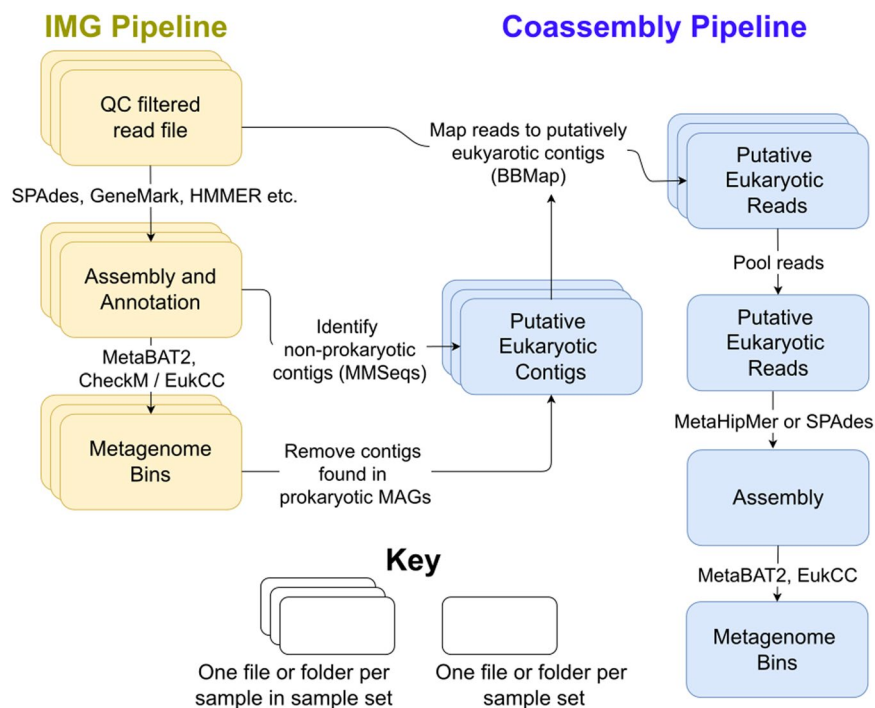 IMG Pipeline
Coassembly Pipeline
QC filtered
read file
SPAdes, GeneMark, HMMER etc.
Assembly and
Annotation
MetaBAT2,
CheckM / EukCC
Metagenome
Bins
Identify
non-prokaryotic
contigs (MMSeqs)
Remove contigs
found in
prokaryotic MAGs
Putative
Eukaryotic
Contigs
Map reads to putatively
eukyarotic contigs
(BBMap)
Putative
Eukaryotic
Reads
Pool reads
Putative
Eukaryotic
Reads
MetaHipMer or SPAdes
Assembly
MetaBAT2, EukCC
Metagenome
Bins
Key
One file or folder per
sample in sample set
One file or folder per
sample set